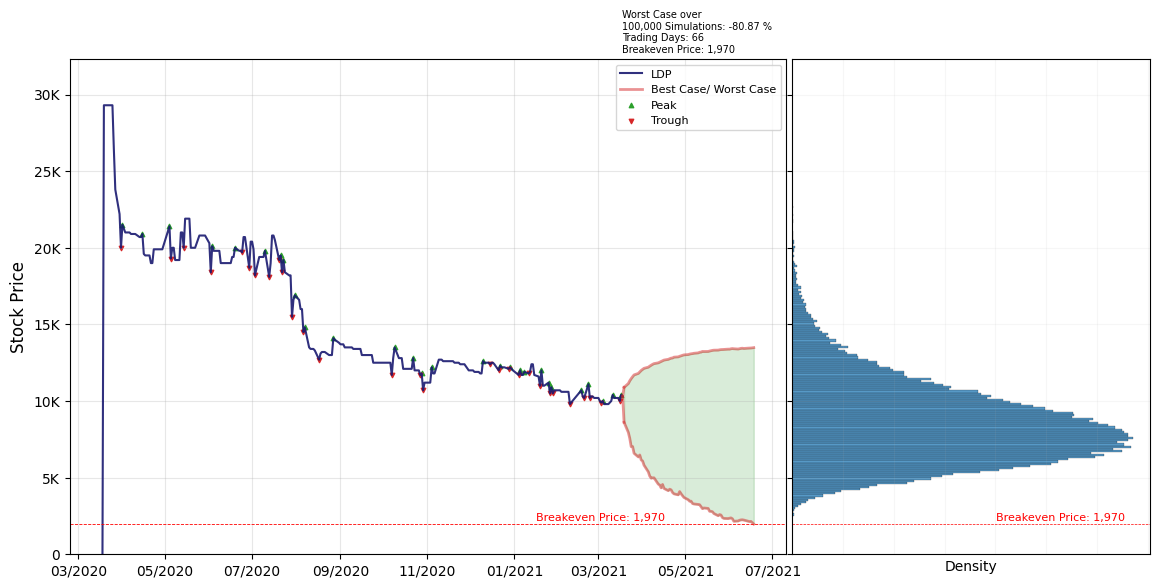 Worst Case over
100,000 Simulations: -80.87 %
Trading Days: 66
Breakeven Price: 1,970
LDP
Best Case/ Worst Case
Peak
Trough
Stock Price
30K
25K
20K
15K
10K
5K
0
Breakeven Price: 1,970
Breakeven Price: 1,970
03/2020 05/2020 07/2020 09/2020 11/2020 01/2021 03/2021 05/2021 07/2021
Density